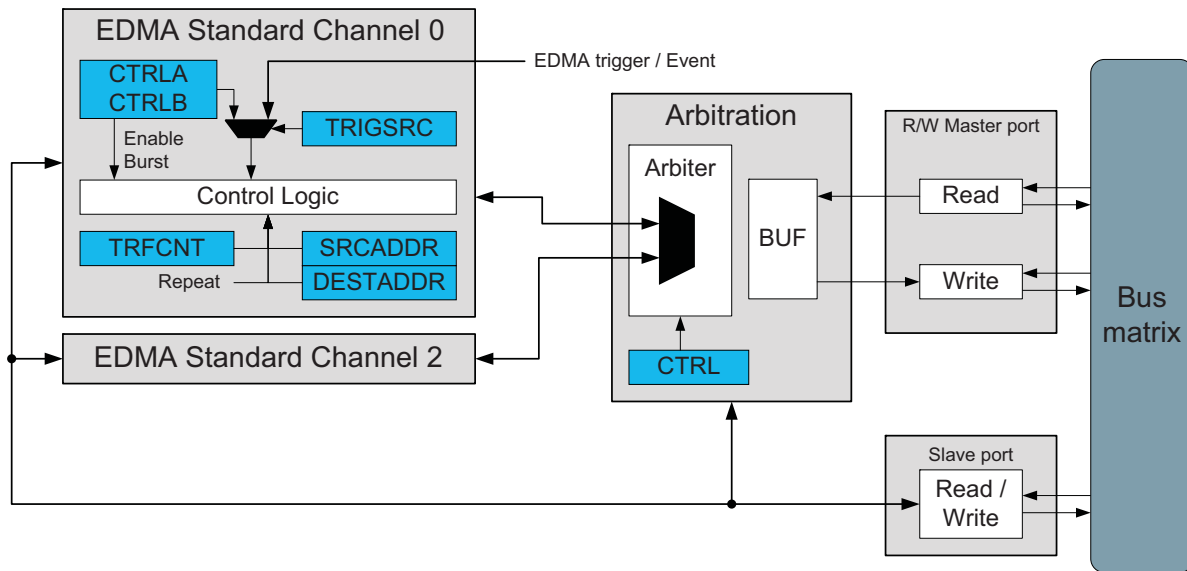 EDMA Standard Channel 0
CTRLA
CTRLB
EDMA trigger / Event
TRIGSRC
Enable
Burst
Control Logic
TRFCNT
SRCADDR
Repeat
DESTADDR
EDMA Standard Channel 2
Arbitration
Arbiter
BUF
CTRL
R/W Master port
Read
Write
Slave port
Read /
Write
Bus
matrix